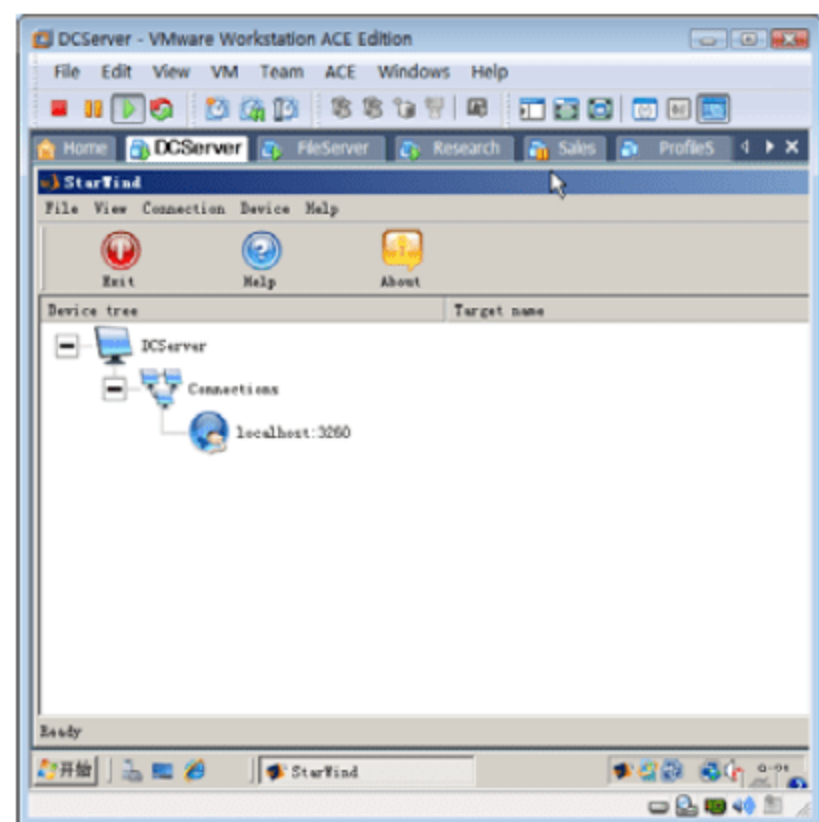 DCServer - VMware Workstation ACE Edition
File Edit View VM Team ACE Windows Help
Home DCServer FileServer Research Sales ProfileS
StarWind
File View Connection Device Help
Exit Help About
Device tree Target name
DCServer
Connections
localhost:3260
Ready
开始 StarWind